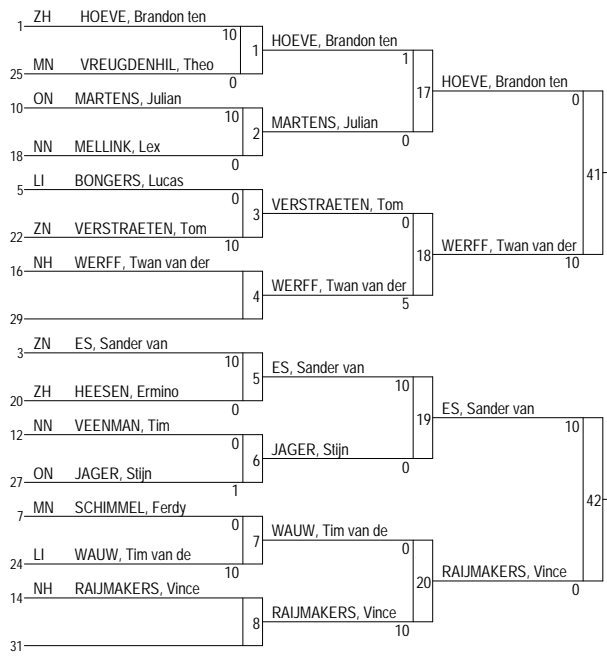 1 ZH HOEVE, Brandon ten
10
1 HOEVE, Brandon ten
25 MN VREUGDENHIL, Theo
0
1
17 HOEVE, Brandon ten
0
10 ON MARTENS, Julian
10
2 MARTENS, Julian
0
18 NN MELLINK, Lex
0
41
5 LI BONGERS, Lucas
0
3 VERSTRAETEN, Tom
0
22 ZN VERSTRAETEN, Tom
10
18 WERFF, Twan van der
10
16 NH WERFF, Twan van der
4 WERFF, Twan van der
5
29
3 ZN ES, Sander van
10
5 ES, Sander van
10
20 ZH HEESEN, Ermino
0
19 ES, Sander van
10
12 NN VEENMAN, Tim
0
6 JAGER, Stijn
0
27 ON JAGER, Stijn
1
42
7 MN SCHIMMEL, Ferdy
0
7 WAUW, Tim van de
0
24 LI WAUW, Tim van de
10
20 RAIJMAKERS, Vince
0
14 NH RAIJMAKERS, Vince
8 RAIJMAKERS, Vince
10
31